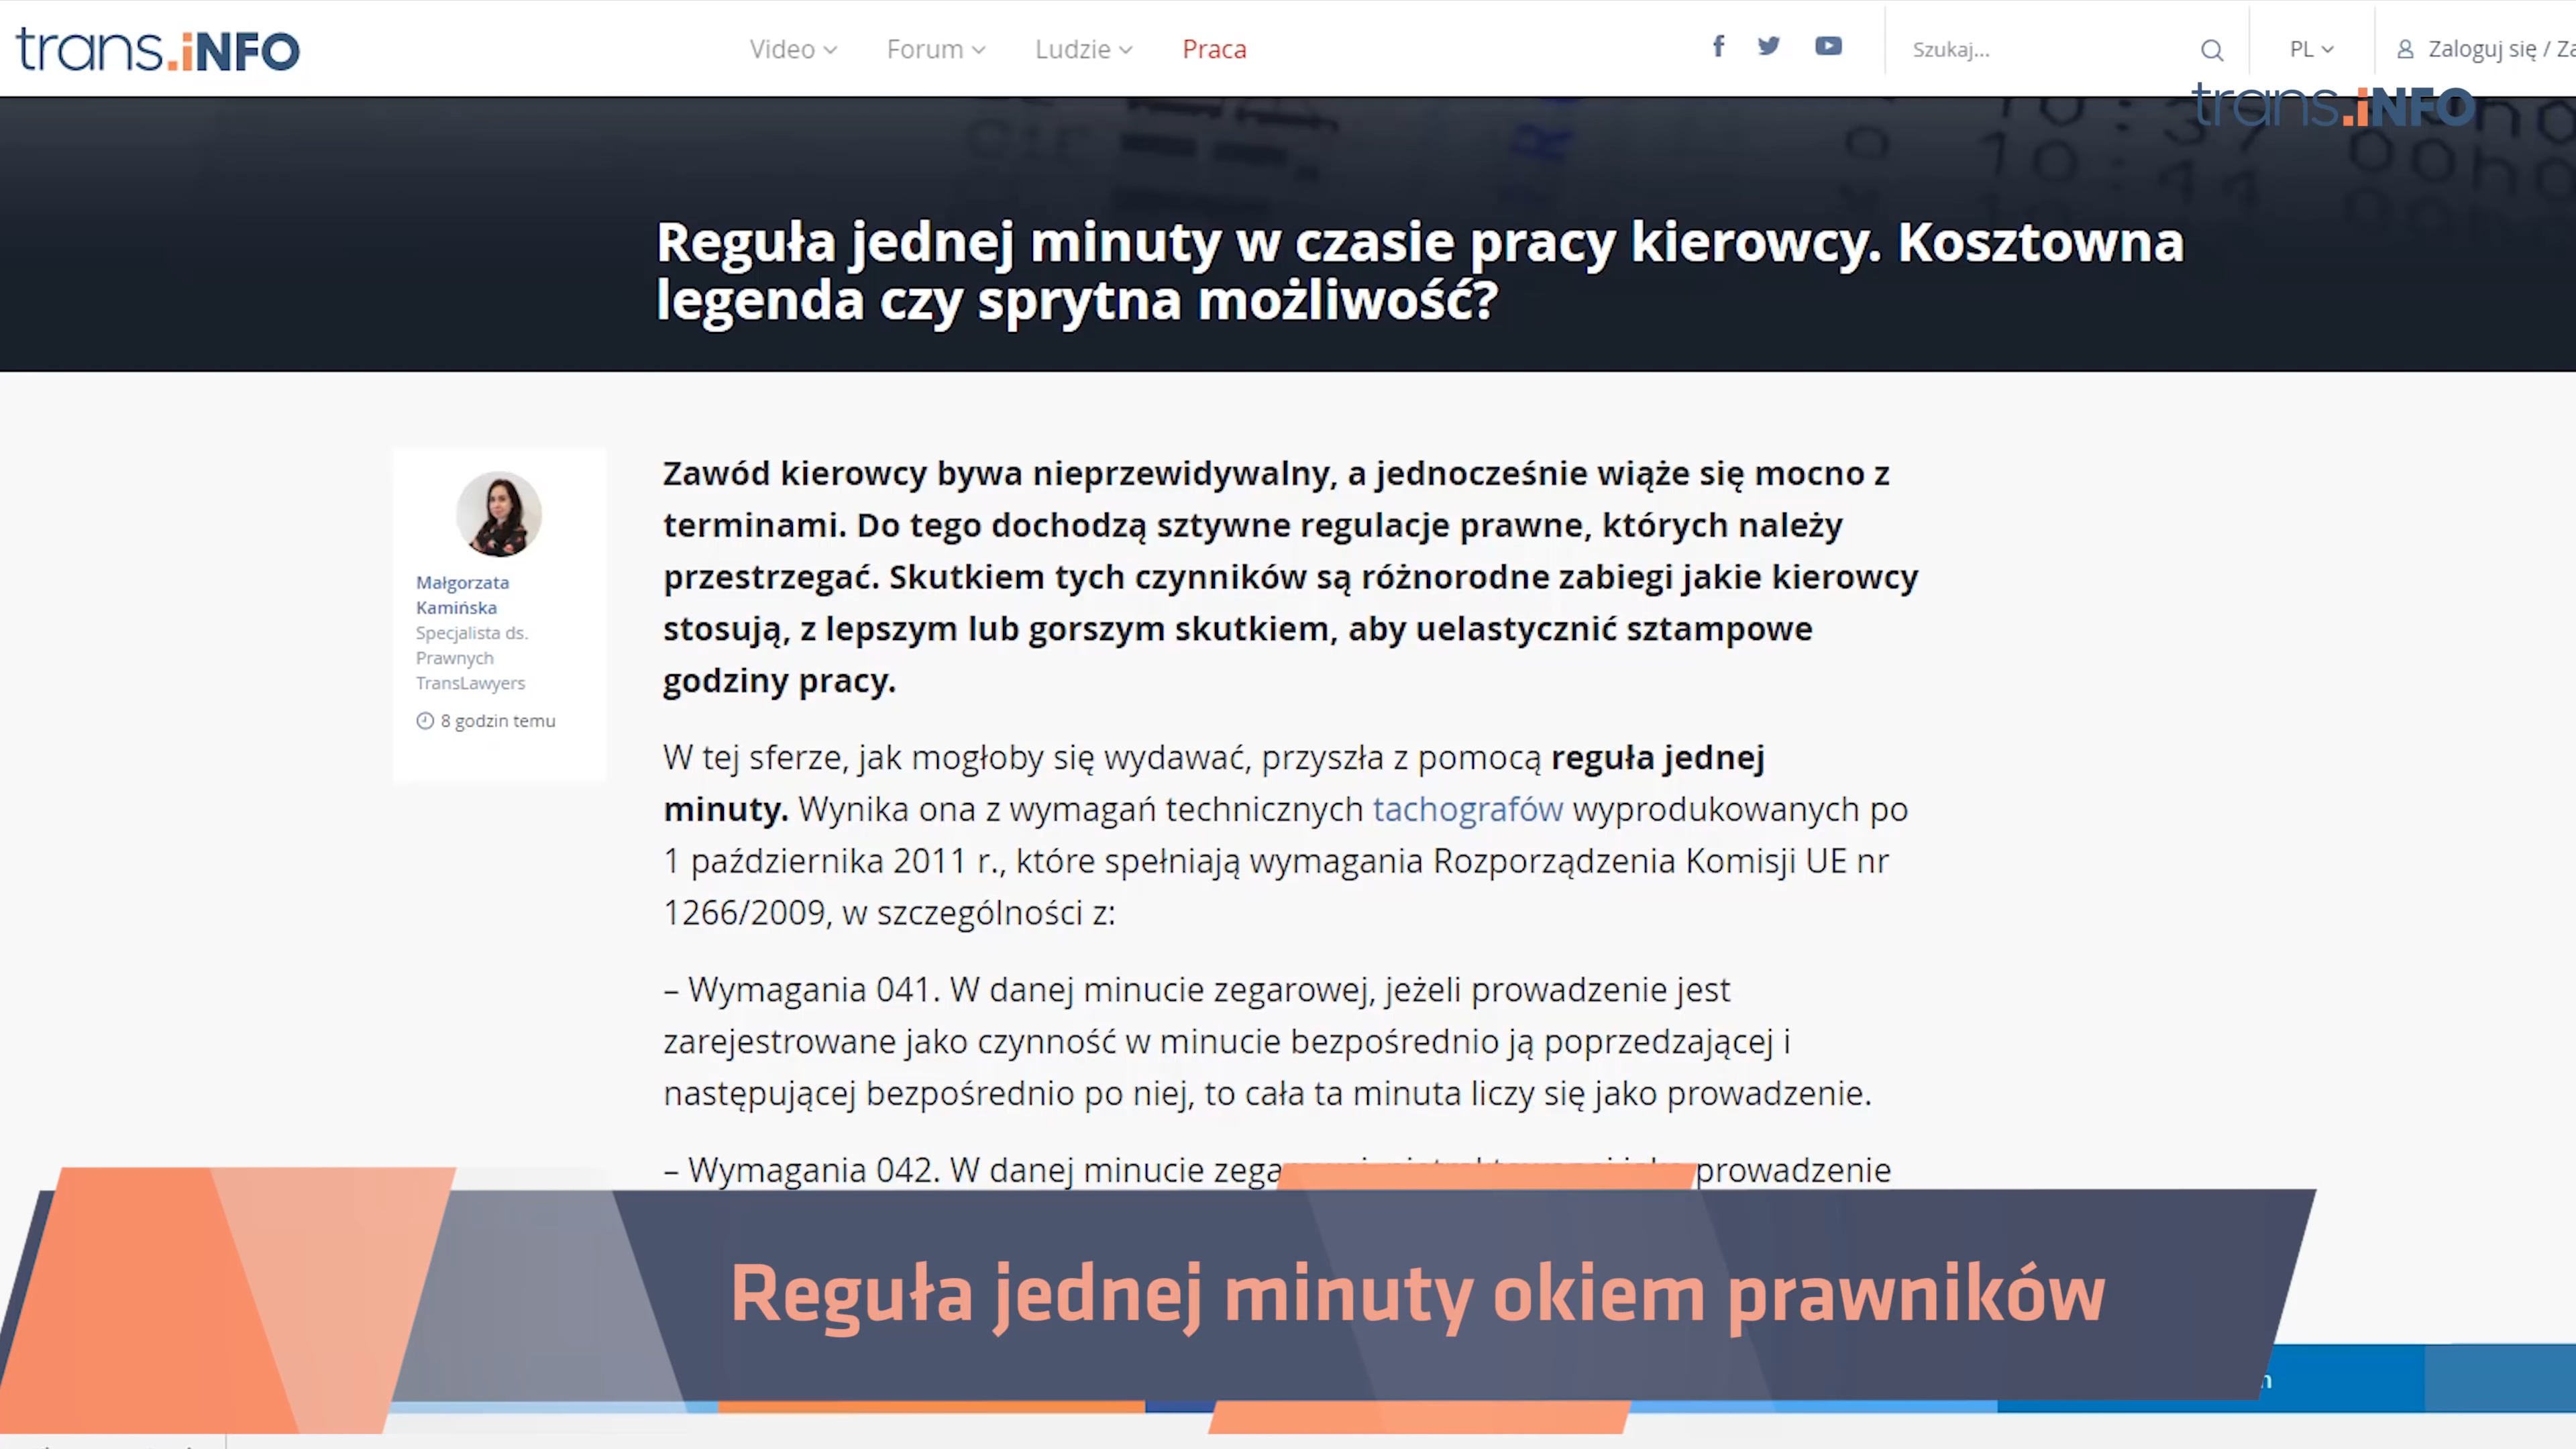 trans.iNFO
Video
Forum
Ludzie
Praca
Szukaj...
PL
Zaloguj się /
trans.iNFO
Reguła jednej minuty w czasie pracy kierowcy. Kosztowna
legenda czy sprytna możliwość?
Małgorzata
Kamińska
Specjalista ds.
Prawnych
TransLawyers
8 godzin temu
Zawód kierowcy bywa nieprzewidywalny, a jednocześnie wiąże się mocno z
terminami. Do tego dochodzą sztywne regulacje prawne, których należy
przestrzegać. Skutkiem tych czynników są różnorodne zabiegi jakie kierowcy
stosują, z lepszym lub gorszym skutkiem, aby uelastycznić sztampowe
godziny pracy.
W tej sferze, jak mogłoby się wydawać, przyszła z pomocą reguła jednej
minuty. Wynika ona z wymagań technicznych tachografów wyprodukowanych po
1 października 2011 r., które spełniają wymagania Rozporządzenia Komisji UE nr
1266/2009, w szczególności z:
– Wymagania 041. W danej minucie zegarowej, jeżeli prowadzenie jest
zarejestrowane jako czynność w minucie bezpośrednio ją poprzedzającej i
następującej bezpośrednio po niej, to cała ta minuta liczy się jako prowadzenie.
– Wymagania 042. W danej minucie prowadzenie
Reguła jednej minuty okiem prawników